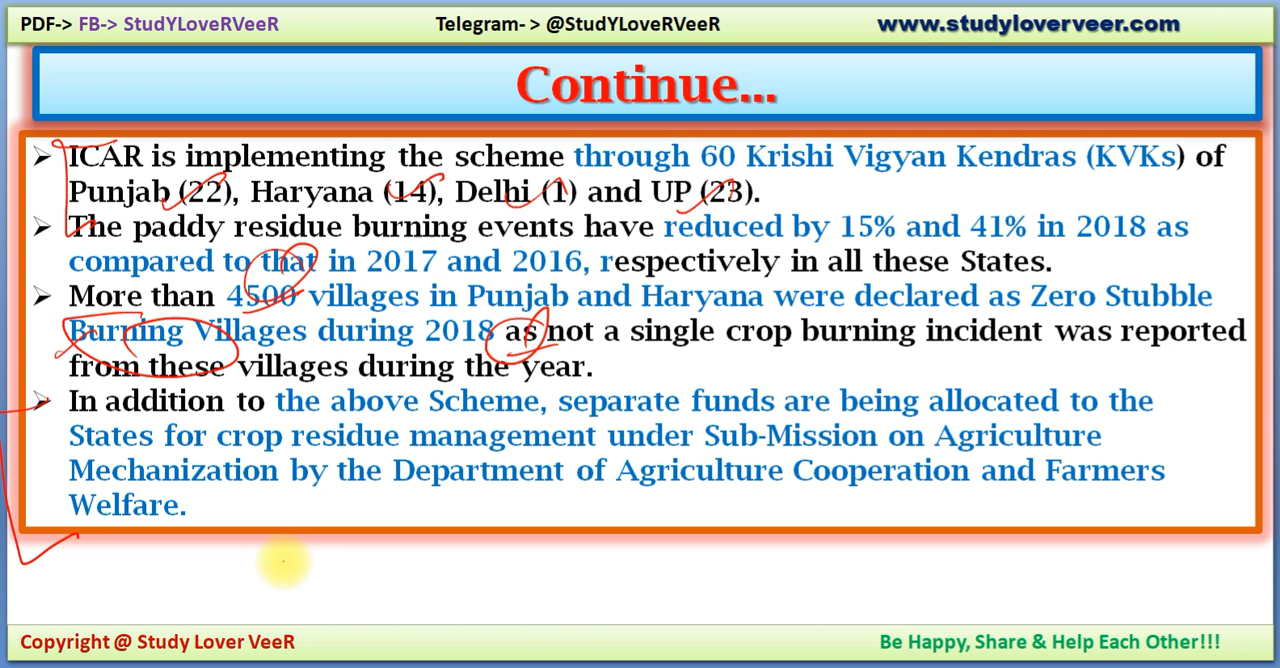 PDF-> FB-> StudYLoveRVeeR Telegram- > @StudYLoveRVeeR www.studyloverveer.com
Continue...
➢ ICAR is implementing the scheme through 60 Krishi Vigyan Kendras (KVKs) of
Punjab (22), Haryana (14), Delhi (1) and UP (23).
➢ The paddy residue burning events have reduced by 15% and 41% in 2018 as
compared to that in 2017 and 2016, respectively in all these States.
➢ More than 4500 villages in Punjab and Haryana were declared as Zero Stubble
Burning Villages during 2018 as not a single crop burning incident was reported
from these villages during the year.
➢ In addition to the above Scheme, separate funds are being allocated to the
States for crop residue management under Sub-Mission on Agriculture
Mechanization by the Department of Agriculture Cooperation and Farmers
Welfare.
Copyright @ Study Lover VeeR Be Happy, Share & Help Each Other!!!